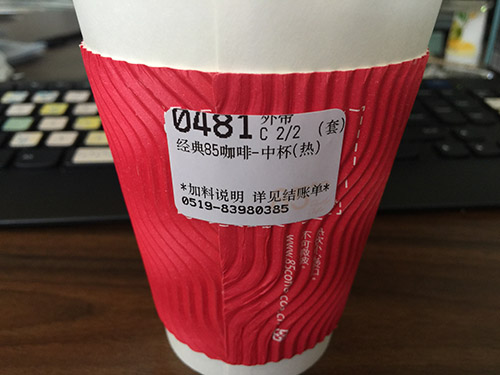 0481 外带
C 2/2 (套)
经典85咖啡-中杯(热)
*加料说明 详见结账单*
0519-83980385